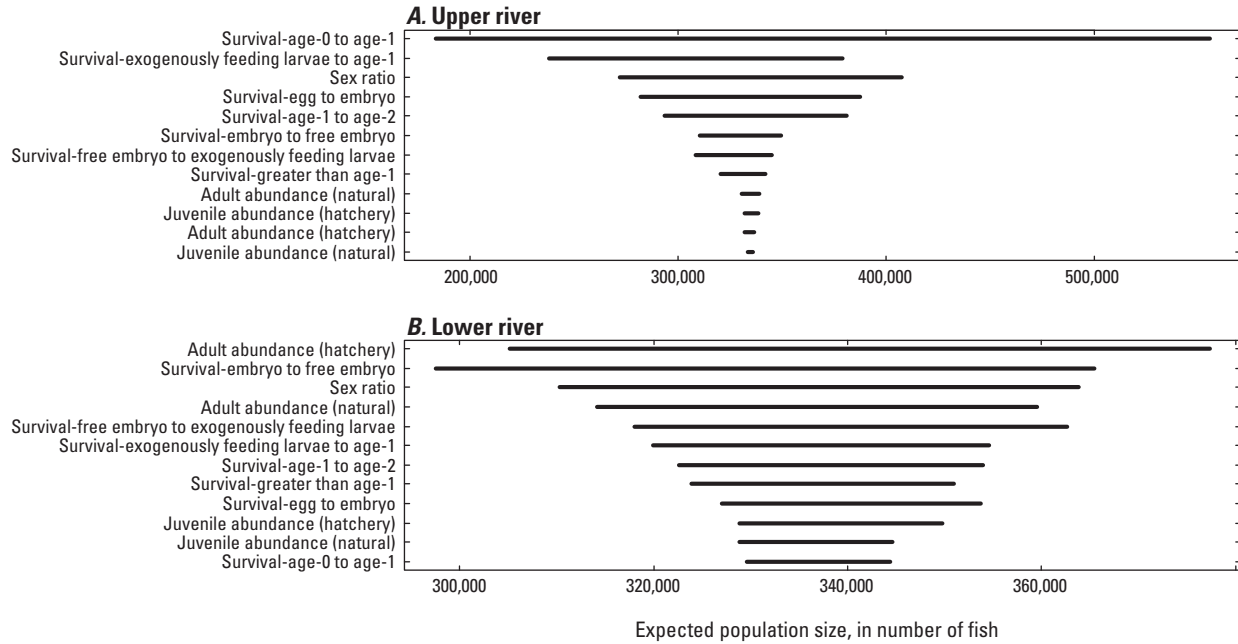 A. Upper river
Survival-age-0 to age-1
Survival-exogenously feeding larvae to age-1
Sex ratio
Survival-egg to embryo
Survival-age-1 to age-2
Survival-embryo to free embryo
Survival-free embryo to exogenously feeding larvae
Survival-greater than age-1
Adult abundance (natural)
Juvenile abundance (hatchery)
Adult abundance (hatchery)
Juvenile abundance (natural)
200,000 300,000 400,000 500,000
B. Lower river
Adult abundance (hatchery)
Survival-embryo to free embryo
Sex ratio
Adult abundance (natural)
Survival-free embryo to exogenously feeding larvae
Survival-exogenously feeding larvae to age-1
Survival-age-1 to age-2
Survival-greater than age-1
Survival-egg to embryo
Juvenile abundance (hatchery)
Juvenile abundance (natural)
Survival-age-0 to age-1
300,000 320,000 340,000 360,000
Expected population size, in number of fish